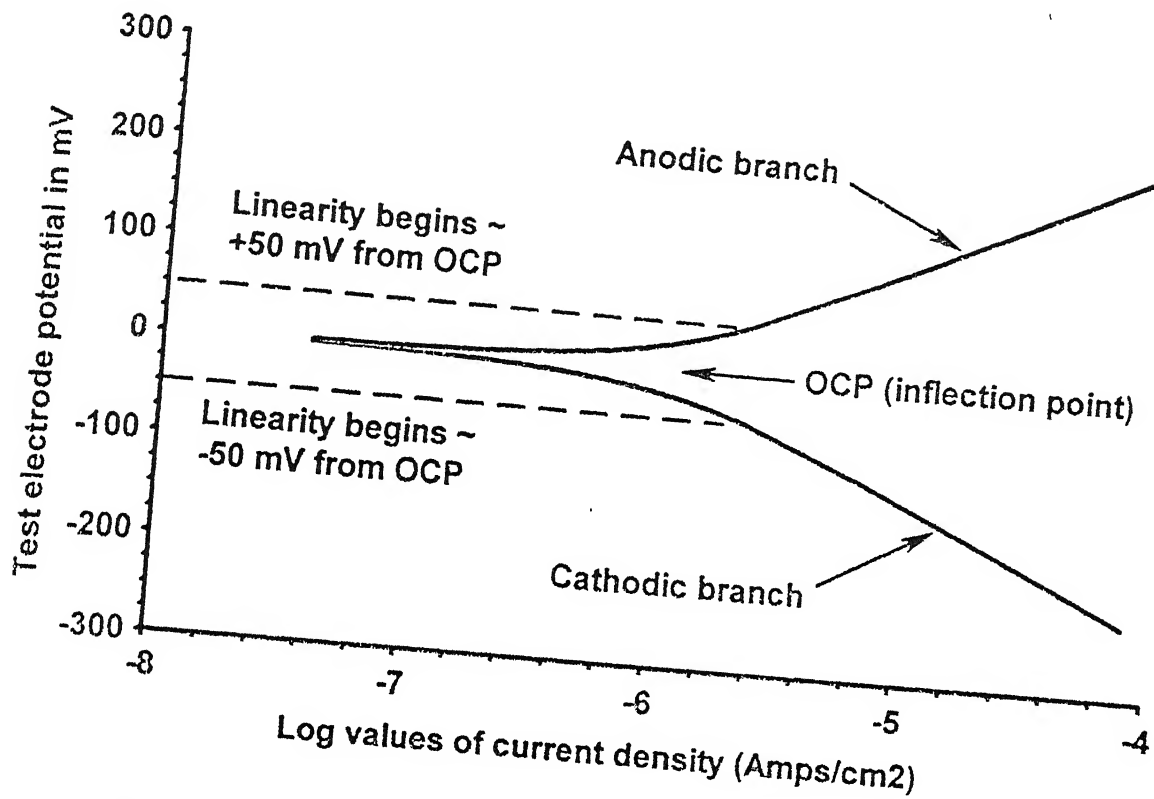 300
200
100
0
-100
-200
-300
Test electrode potential in mV
Linearity begins ~
+50 mV from OCP
Anodic branch
OCP (inflection point)
Linearity begins ~
-50 mV from OCP
Cathodic branch
-8
-7
-6
-5
-4
Log values of current density (Amps/cm2)